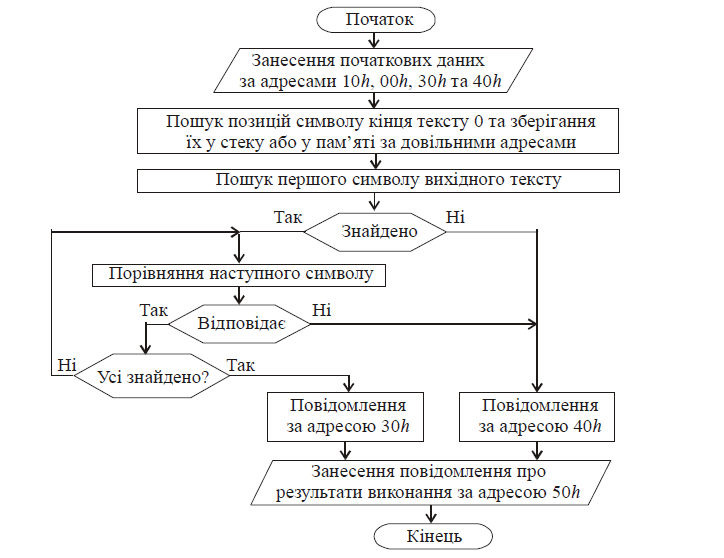 Початок
Занесення початкових даних
за адресами 10h, 00h, 30h та 40h
Пошук позицій символу кінця тексту 0 та зберігання
їх у стеку або у пам’яті за довільними адресами
Пошук першого символу вихідного тексту
Так
Знайдено
Ні
Порівняння наступного символу
Так
Відповідає
Ні
Ні
Усі знайдено?
Так
Повідомлення
за адресою 30h
Повідомлення
за адресою 40h
Занесення повідомлення про
результати виконання за адресою 50h
Кінець